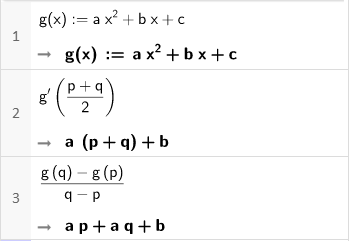 1
g(x) := a x² + b x + c
→ g(x) := a x² + b x + c
2
g′((p + q)/2)
→ a (p + q) + b
3
(g(q) − g(p))/(q − p)
→ a p + a q + b